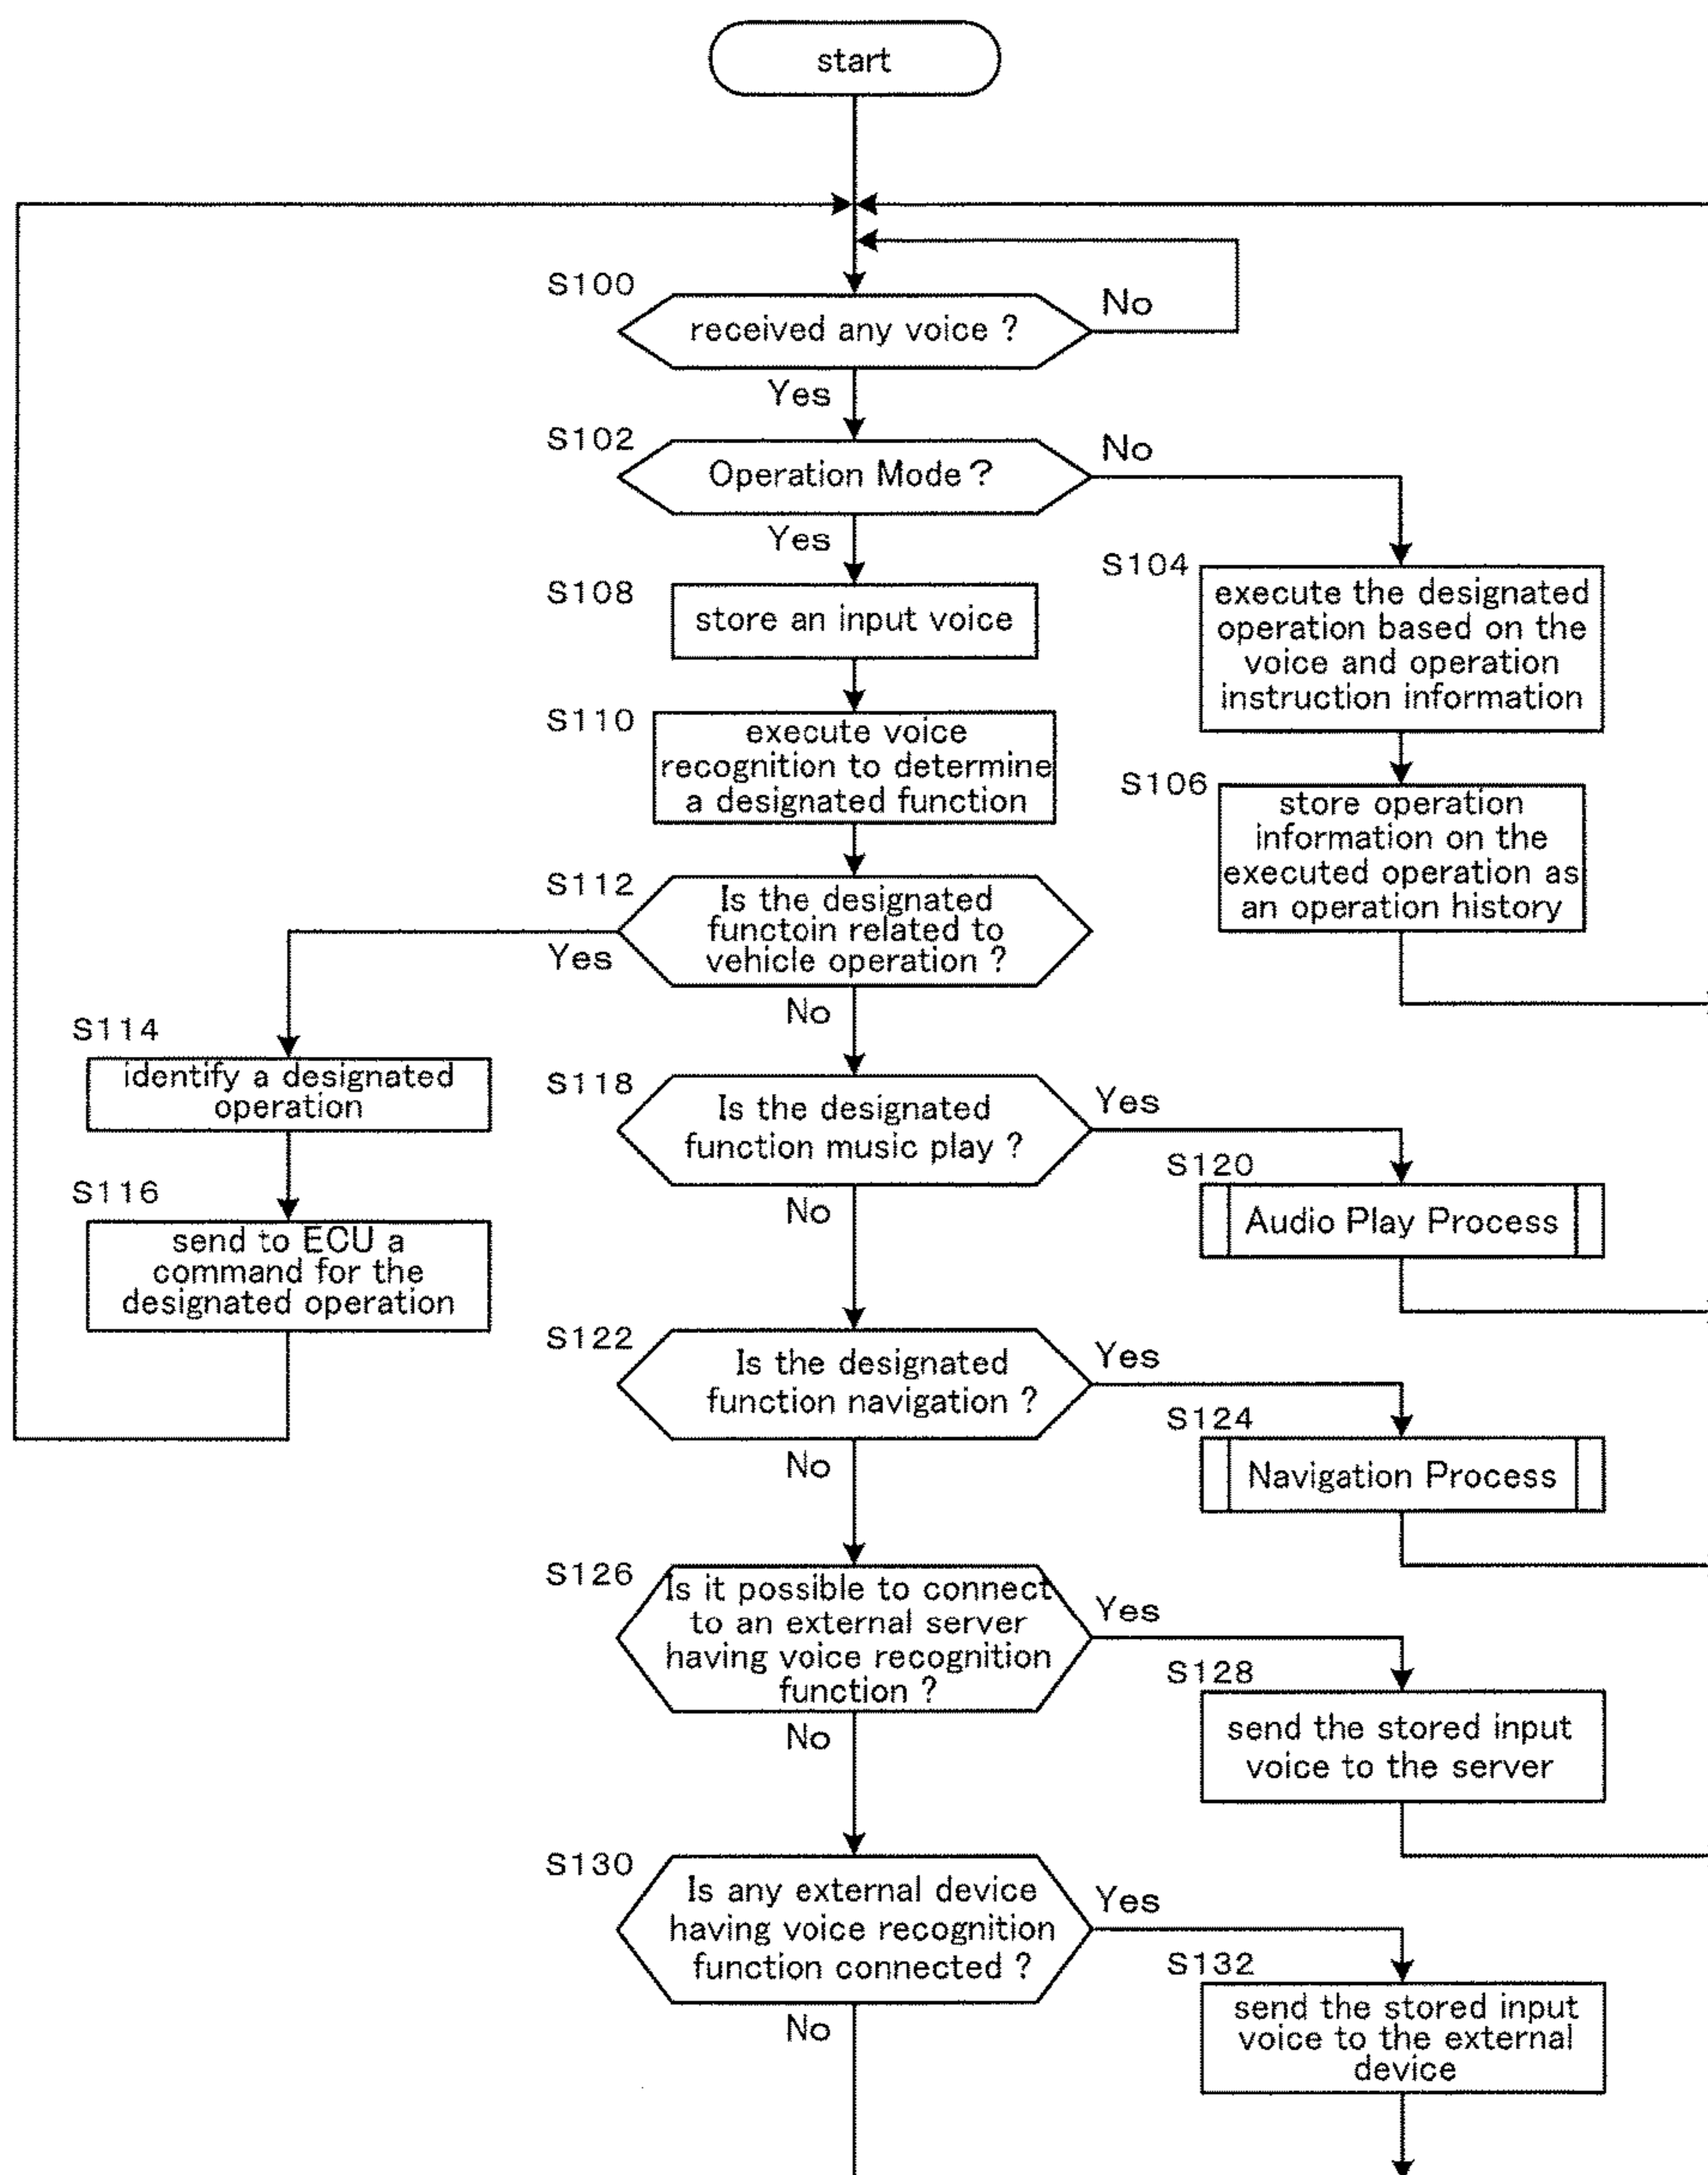 start
S100
received any voice ?
No
Yes
S102
Operation Mode ?
No
Yes
S104
execute the designated
operation based on the
voice and operation
instruction information
S108
store an input voice
S110
execute voice
recognition to determine
a designated function
S106
store operation
information on the
executed operation as
an operation history
S112
Is the designated
functoin related to
vehicle operation ?
Yes
No
S114
identify a designated
operation
S116
send to ECU a
command for the
designated operation
S118
Is the designated
function music play ?
Yes
No
S120
Audio Play Process
S122
Is the designated
function navigation ?
Yes
No
S124
Navigation Process
S126
Is it possible to connect
to an external server
having voice recognition
function ?
Yes
No
S128
send the stored input
voice to the server
S130
Is any external device
having voice recognition
function connected ?
Yes
No
S132
send the stored input
voice to the external
device